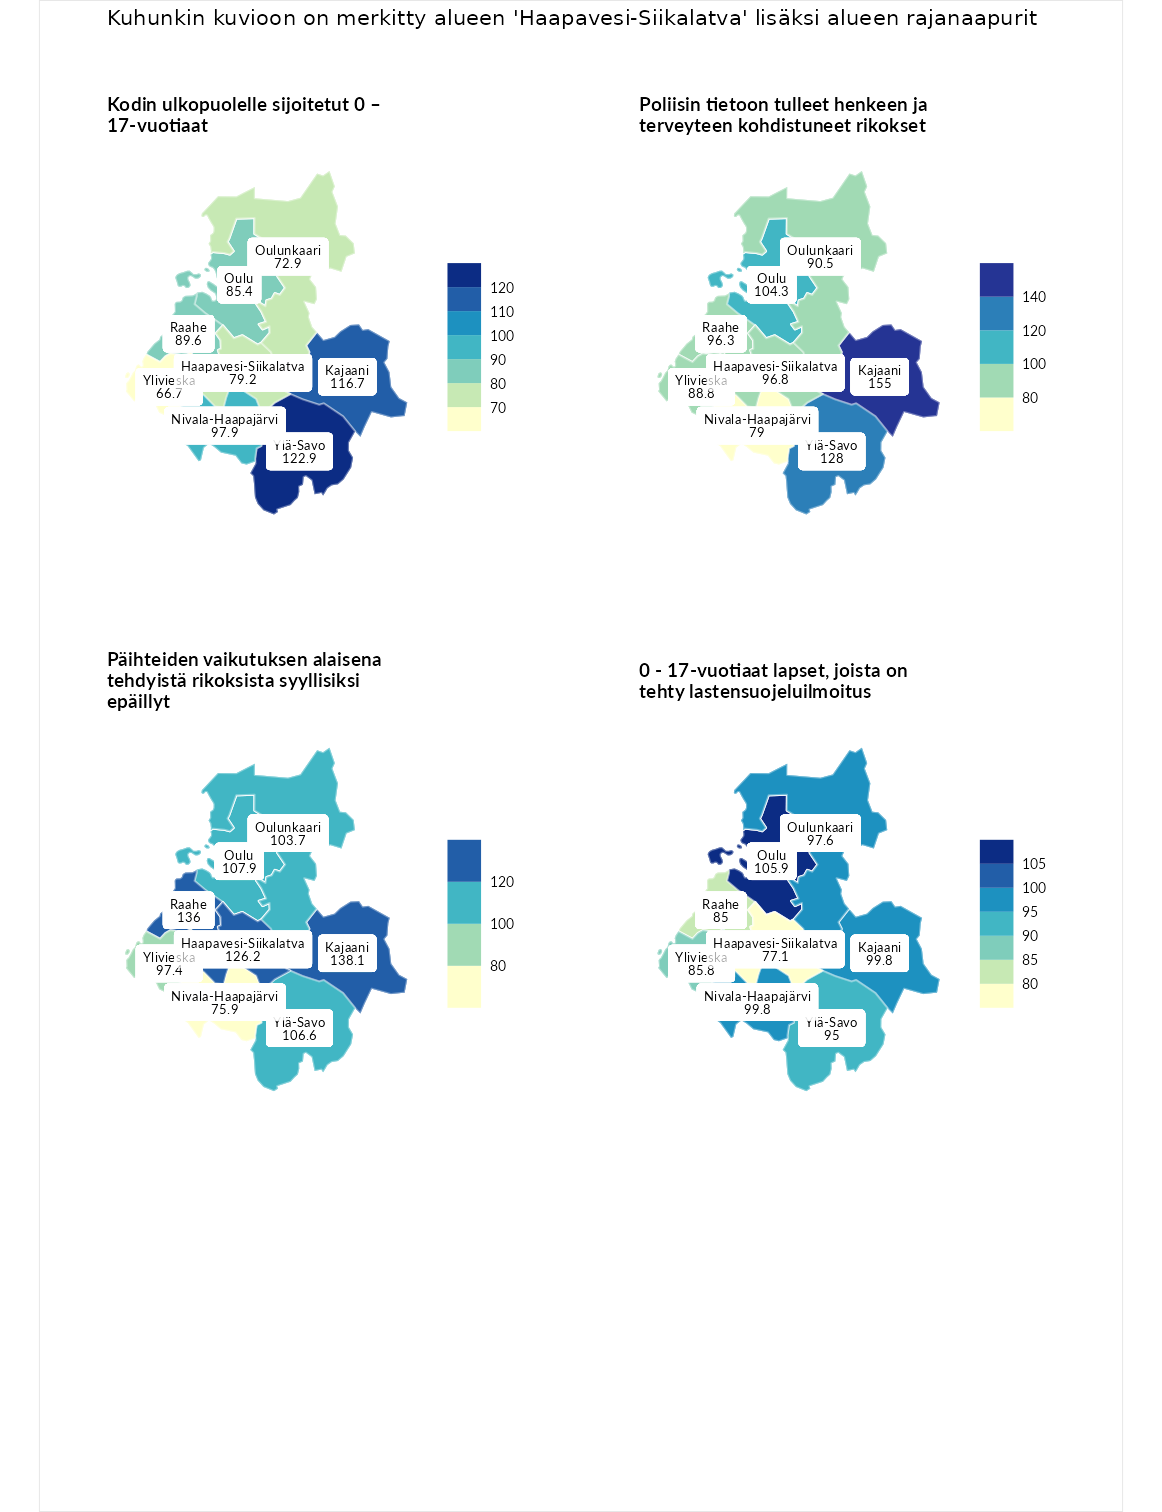 Kuhunkin kuvioon on merkitty alueen 'Haapavesi-Siikalatva' lisäksi alueen rajanaapurit
Kodin ulkopuolelle sijoitetut 0 –
17-vuotiaat
Oulunkaari
72.9
Oulu
85.4
Raahe
89.6
Haapavesi-Siikalatva
79.2
Kajaani
116.7
Ylivieska
66.7
Nivala-Haapajärvi
97.9
Ylä-Savo
122.9
120
110
100
90
80
70
Poliisin tietoon tulleet henkeen ja
terveyteen kohdistuneet rikokset
Oulunkaari
90.5
Oulu
104.3
Raahe
96.3
Haapavesi-Siikalatva
96.8
Kajaani
155
Ylivieska
88.8
Nivala-Haapajärvi
79
Ylä-Savo
128
140
120
100
80
Päihteiden vaikutuksen alaisena
tehdyistä rikoksista syyllisiksi
epäillyt
Oulunkaari
103.7
Oulu
107.9
Raahe
136
Haapavesi-Siikalatva
126.2
Kajaani
138.1
Ylivieska
97.4
Nivala-Haapajärvi
75.9
Ylä-Savo
106.6
120
100
80
0 - 17-vuotiaat lapset, joista on
tehty lastensuojeluilmoitus
Oulunkaari
97.6
Oulu
105.9
Raahe
85
Haapavesi-Siikalatva
77.1
Kajaani
99.8
Ylivieska
85.8
Nivala-Haapajärvi
99.8
Ylä-Savo
95
105
100
95
90
85
80